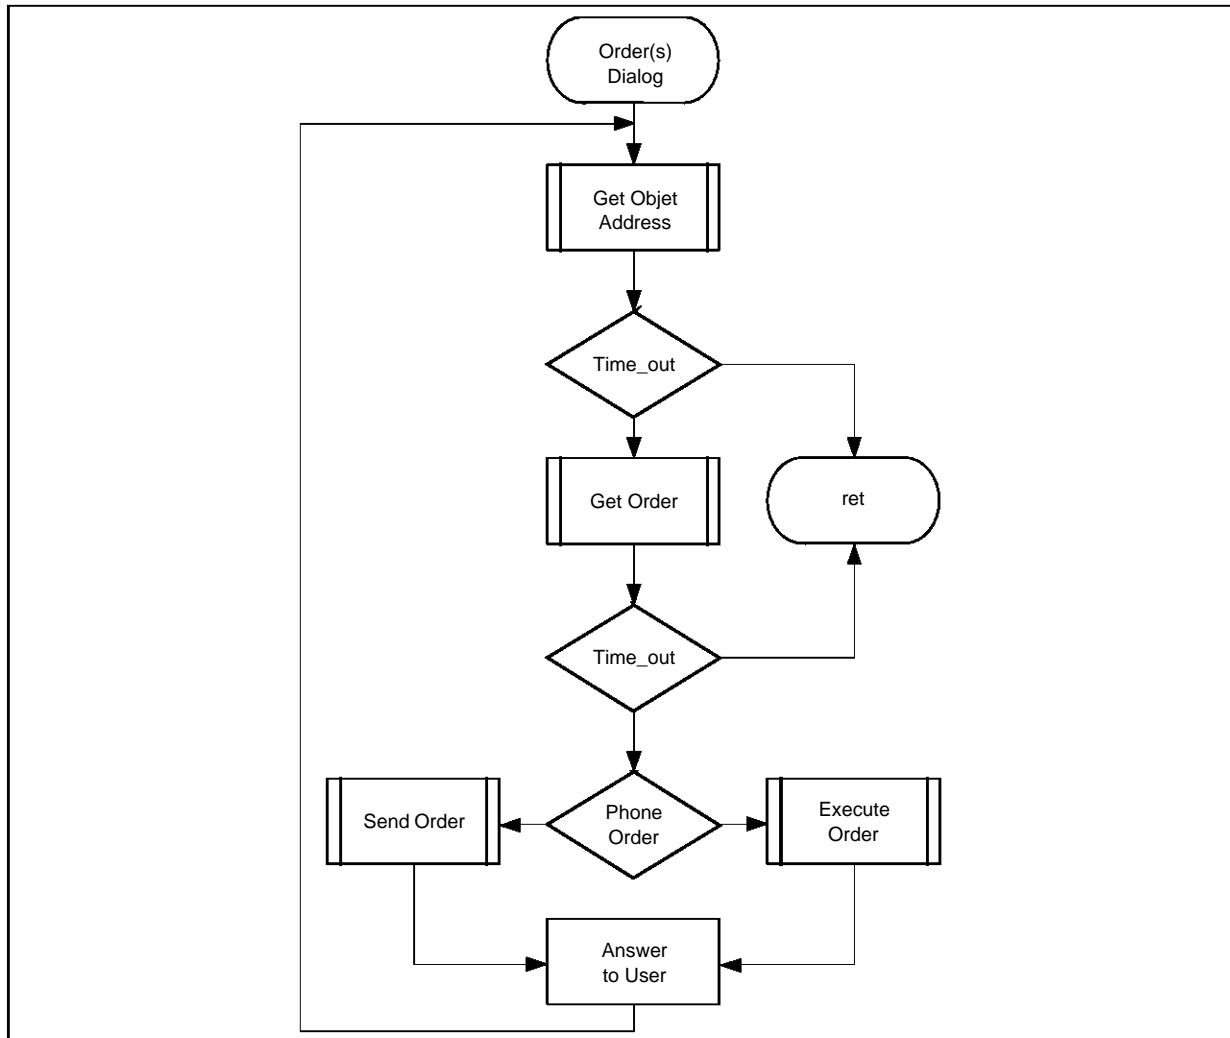 Order(s)
Dialog
Get Objet
Address
Time_out
Get Order
ret
Time_out
Send Order
Phone
Order
Execute
Order
Answer
to User